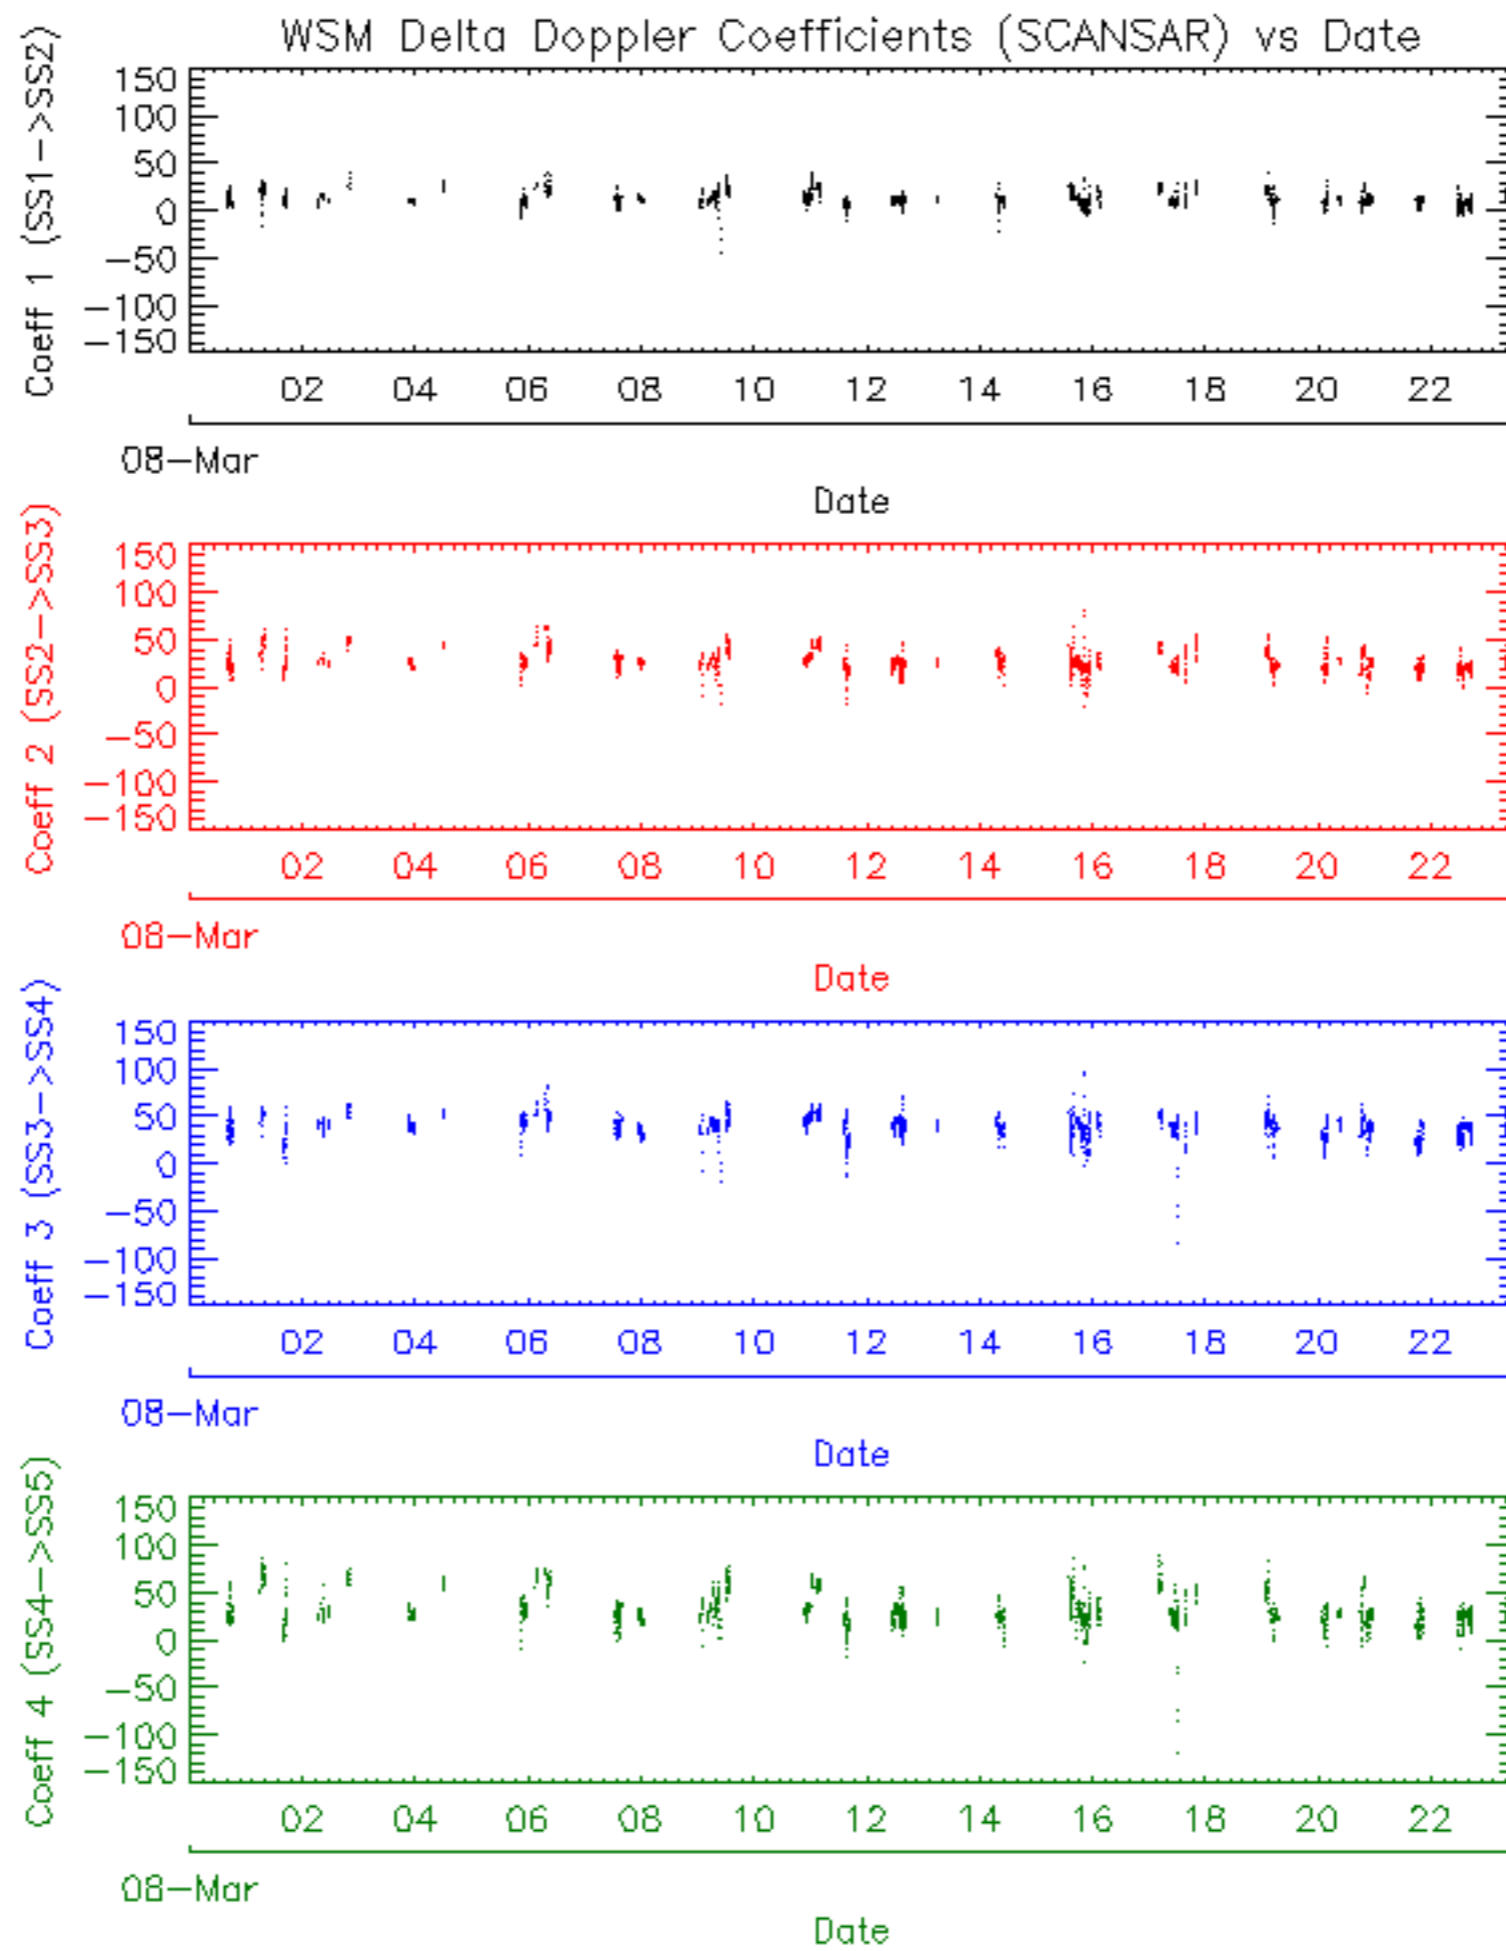 WSM Delta Doppler Coefficients (SCANSAR) vs Date
Coeff 1 (SS1->SS2)
150
100
50
0
-50
-100
-150
02 04 06 08 10 12 14 16 18 20 22
08-Mar
Date
Coeff 2 (SS2->SS3)
150
100
50
0
-50
-100
-150
02 04 06 08 10 12 14 16 18 20 22
08-Mar
Date
Coeff 3 (SS3->SS4)
150
100
50
0
-50
-100
-150
02 04 06 08 10 12 14 16 18 20 22
08-Mar
Date
Coeff 4 (SS4->SS5)
150
100
50
0
-50
-100
-150
02 04 06 08 10 12 14 16 18 20 22
08-Mar
Date